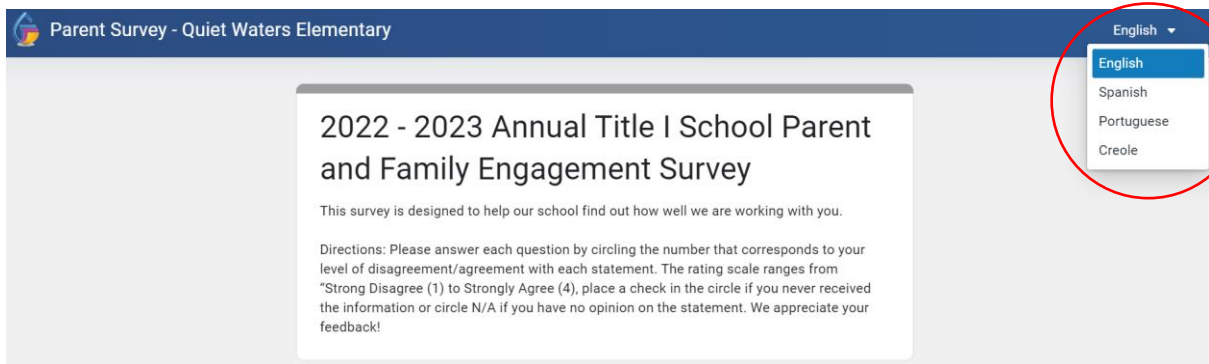 Parent Survey - Quiet Waters Elementary
English
English
Spanish
Portuguese
Creole
2022 - 2023 Annual Title I School Parent
and Family Engagement Survey
This survey is designed to help our school find out how well we are working with you.
Directions: Please answer each question by circling the number that corresponds to your
level of disagreement/agreement with each statement. The rating scale ranges from
“Strong Disagree (1) to Strongly Agree (4), place a check in the circle if you never received
the information or circle N/A if you have no opinion on the statement. We appreciate your
feedback!